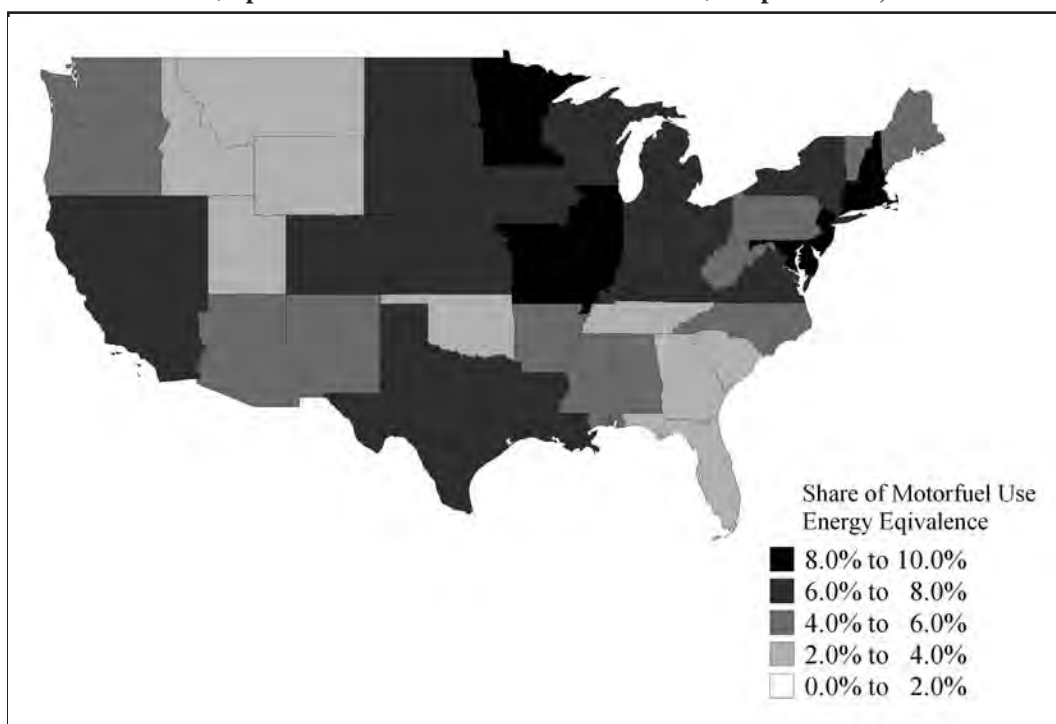 Share of Motorfuel Use
Energy Eqivalence
8.0% to 10.0%
6.0% to 8.0%
4.0% to 6.0%
2.0% to 4.0%
0.0% to 2.0%